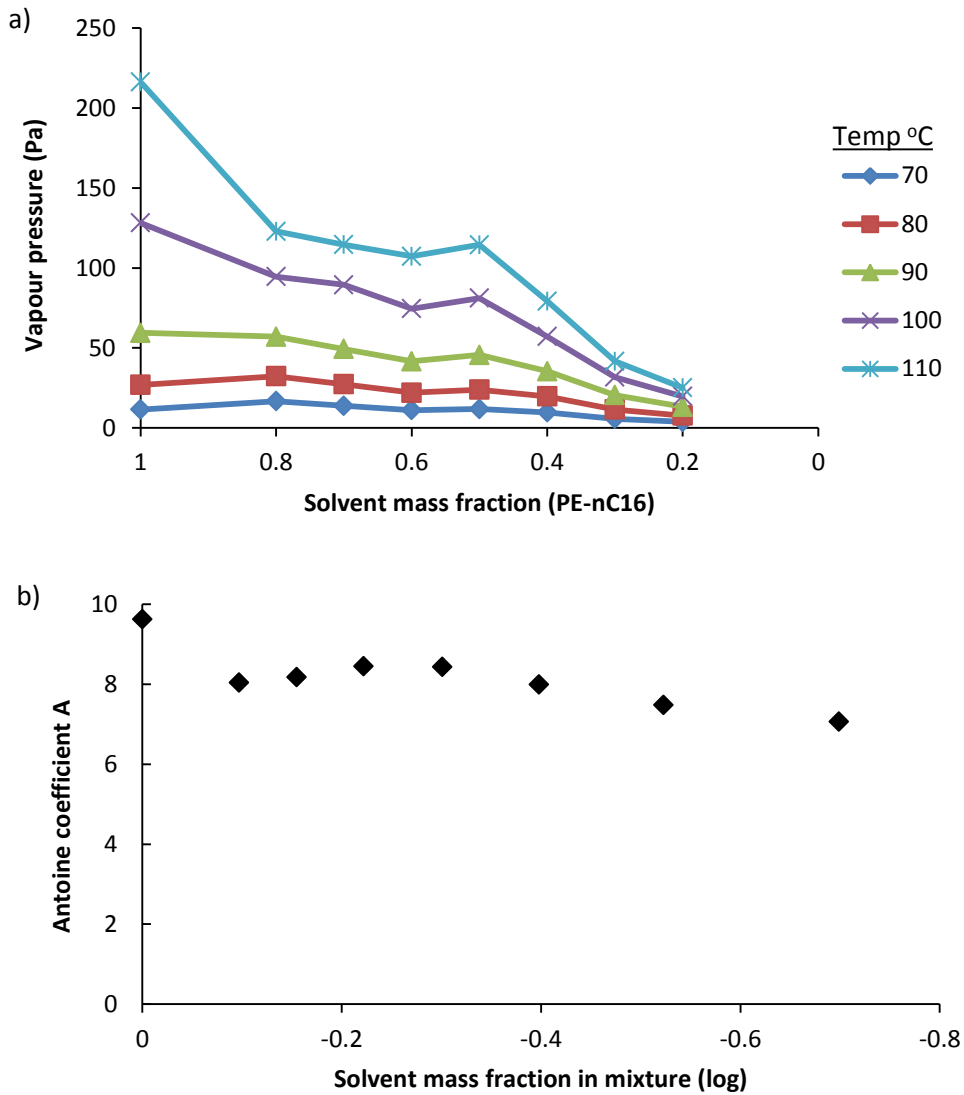 a)
250
200
150
100
50
0
Vapour pressure (Pa)
1 0.8 0.6 0.4 0.2 0
Solvent mass fraction (PE-nC16)
Temp ºC
70
80
90
100
110
b)
10
8
6
4
2
0
Antoine coefficient A
0 -0.2 -0.4 -0.6 -0.8
Solvent mass fraction in mixture (log)